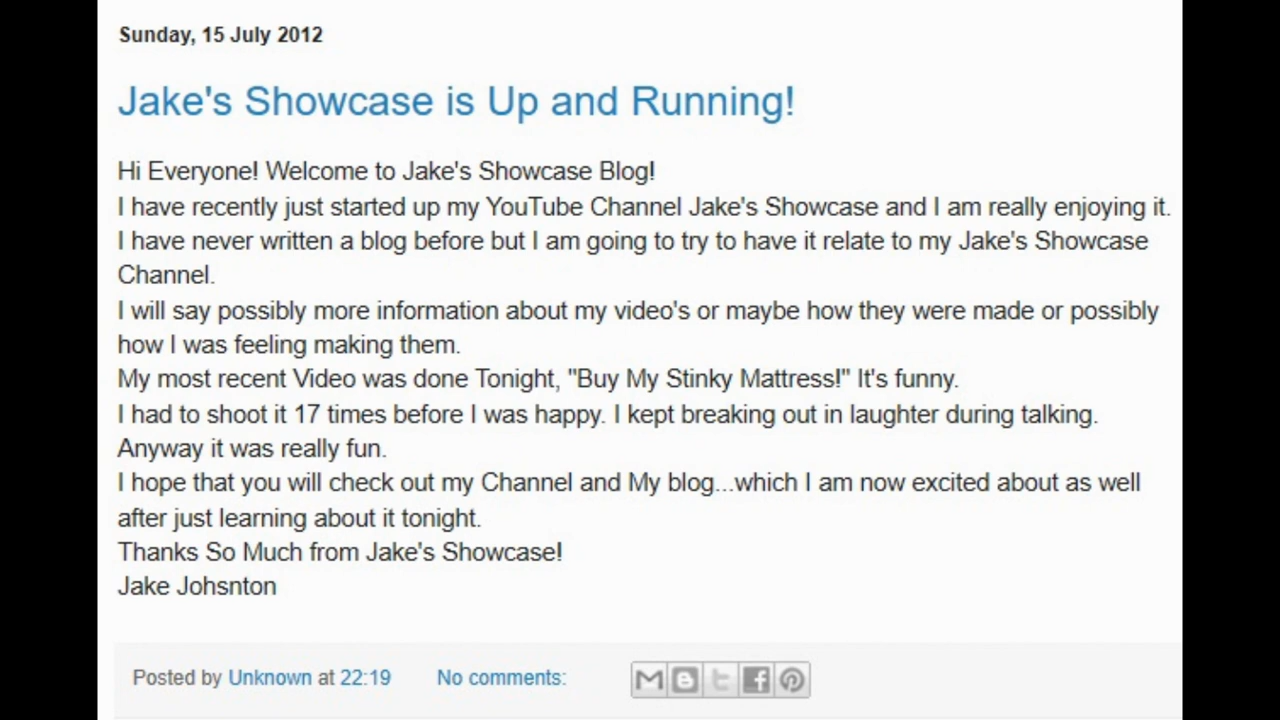 Sunday, 15 July 2012
Jake's Showcase is Up and Running!
Hi Everyone! Welcome to Jake's Showcase Blog!
I have recently just started up my YouTube Channel Jake's Showcase and I am really enjoying it.
I have never written a blog before but I am going to try to have it relate to my Jake's Showcase
Channel.
I will say possibly more information about my video's or maybe how they were made or possibly
how I was feeling making them.
My most recent Video was done Tonight, "Buy My Stinky Mattress!" It's funny.
I had to shoot it 17 times before I was happy. I kept breaking out in laughter during talking.
Anyway it was really fun.
I hope that you will check out my Channel and My blog...which I am now excited about as well
after just learning about it tonight.
Thanks So Much from Jake's Showcase!
Jake Johsnton
Posted by Unknown at 22:19 No comments: